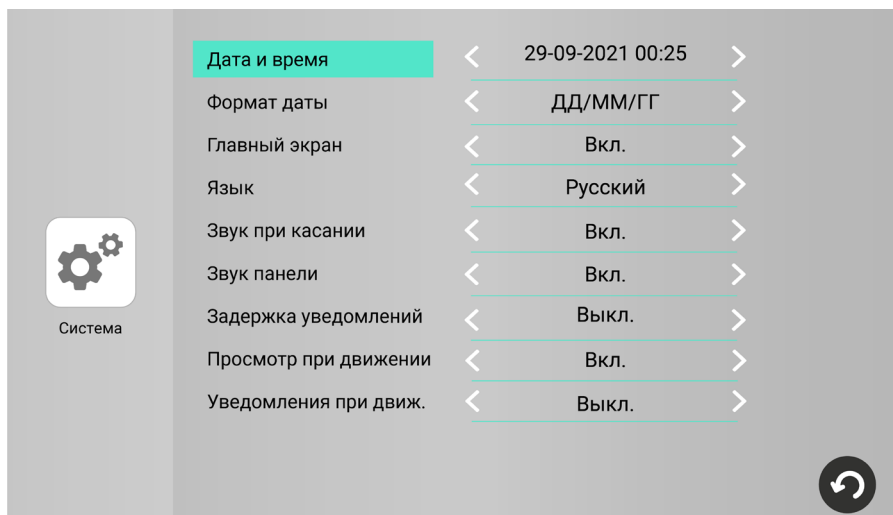 Дата и время 29-09-2021 00:25
Формат даты ДД/ММ/ГГ
Главный экран Вкл.
Язык Русский
Звук при касании Вкл.
Звук панели Вкл.
Задержка уведомлений Выкл.
Просмотр при движении Вкл.
Уведомления при движ. Выкл.
Система